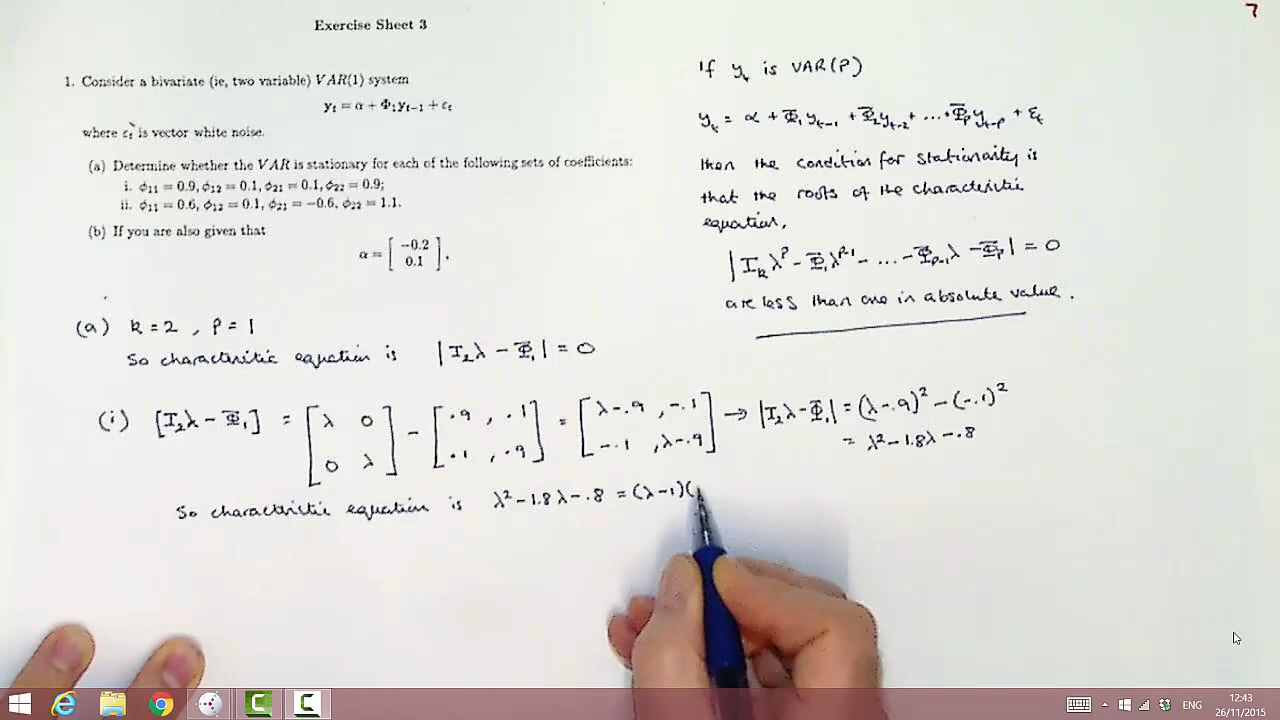 7
Exercise Sheet 3
1. Consider a bivariate (ie, two variable) VAR(1) system
yₜ = α + Φ₁yₜ₋₁ + εₜ
where εₜ is vector white noise.
(a) Determine whether the VAR is stationary for each of the following sets of coefficients:
i. ϕ₁₁ = 0.9, ϕ₁₂ = 0.1, ϕ₂₁ = 0.1, ϕ₂₂ = 0.9;
ii. ϕ₁₁ = 0.6, ϕ₁₂ = 0.1, ϕ₂₁ = −0.6, ϕ₂₂ = 1.1.
(b) If you are also given that
α = [ −0.2
0.1 ],
If yₜ is VAR(P)
yₜ = α + Φ₁yₜ₋₁ + Φ₂yₜ₋₂ + ... + Φₚyₜ₋ₚ + εₜ
then the condition for stationarity is
that the roots of the characteristic
equation,
|Iₖλᵖ − Φ₁λᵖ⁻¹ − ... − Φₚ₋₁λ − Φₚ| = 0
are less than one in absolute value.
(a) k = 2, P = 1
So characteristic equation is |I₂λ − Φ₁| = 0
(i) [I₂λ − Φ₁] = [λ 0; 0 λ] − [.9, .1; .1, .9] = [λ−.9, −.1; −.1, λ−.9] → |I₂λ − Φ₁| = (λ−.9)² − (−.1)²
= λ² − 1.8λ − .8
So characteristic equation is λ² − 1.8λ − .8 = (λ−1)(
ENG
12:43
26/11/2015